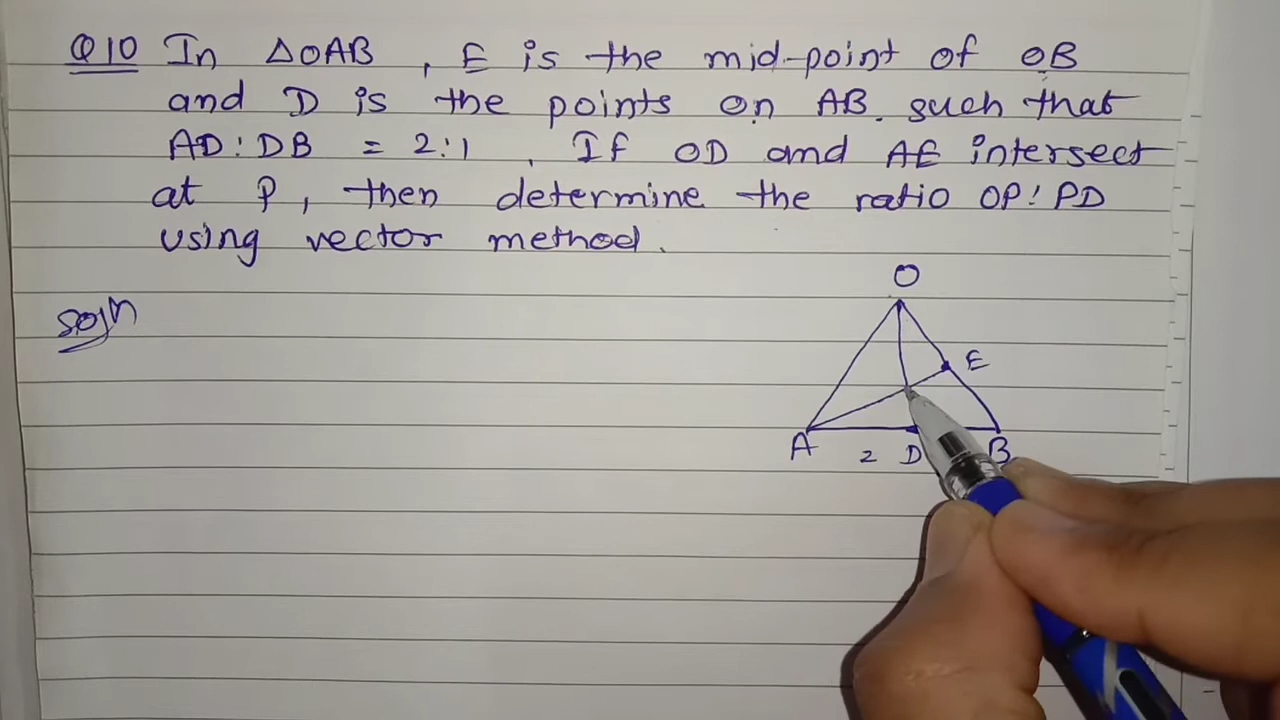 Q10 In △OAB, E is the mid-point of OB
and D is the points on AB. such that
AD:DB = 2:1. If OD and AE intersect
at P, then determine the ratio OP:PD
using vector method.
Soln
O
E
A 2 D B